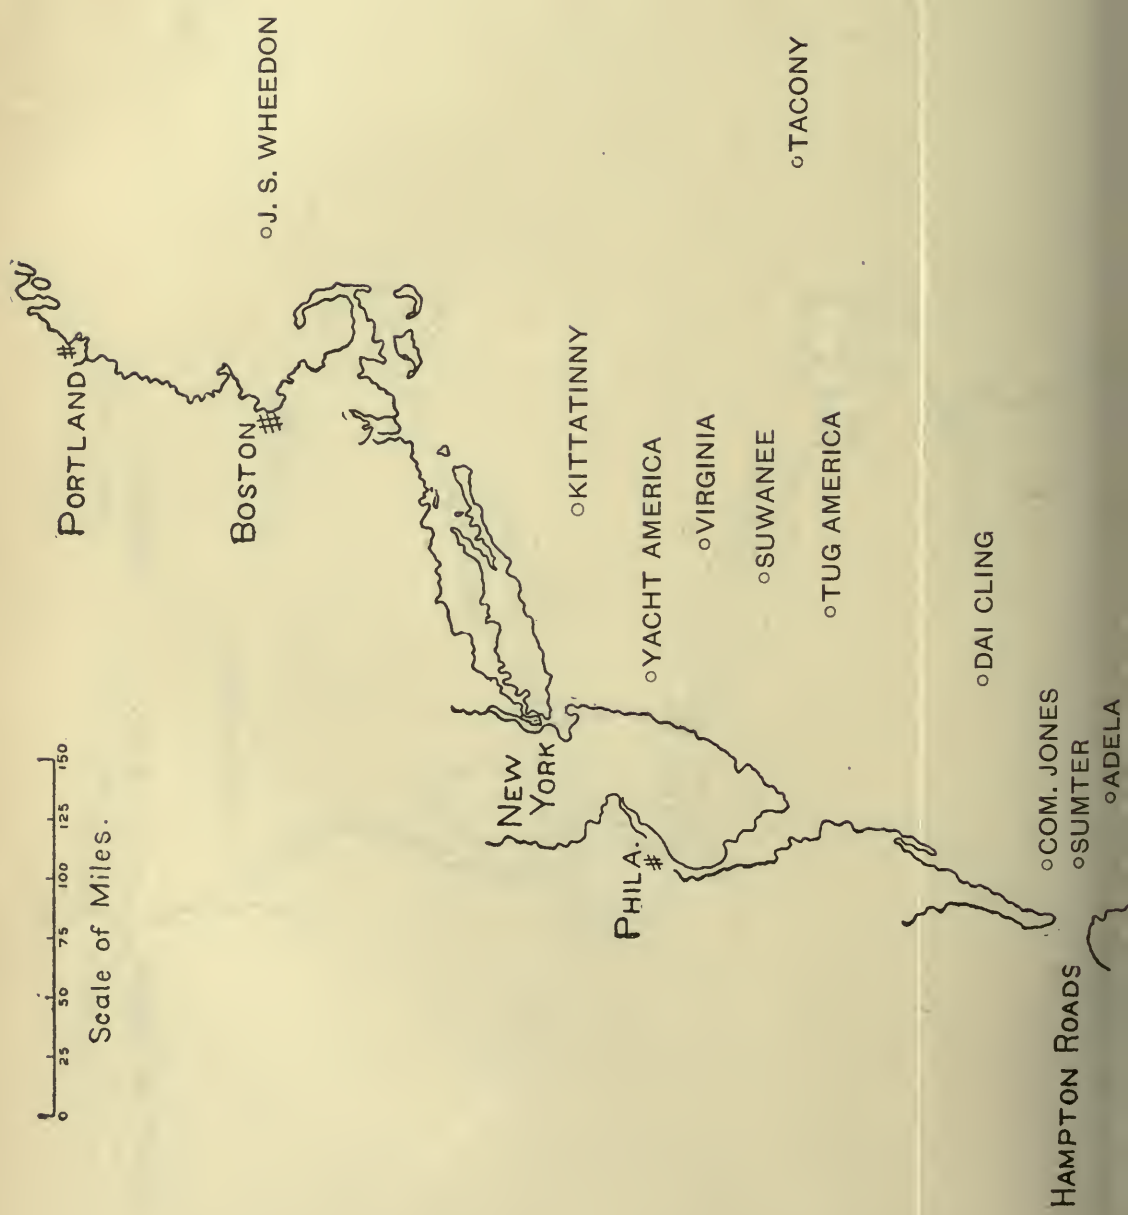 PORTLAND
○J. S. WHEEDON
BOSTON
○TACONY
○KITTATINNY
○YACHT AMERICA
○VIRGINIA
○SUWANEE
○TUG AMERICA
NEW
YORK
PHILA.
○DAI CLING
○COM. JONES
○SUMTER
○ADELA
HAMPTON ROADS
0 25 50 75 100 125 150
Scale of Miles.